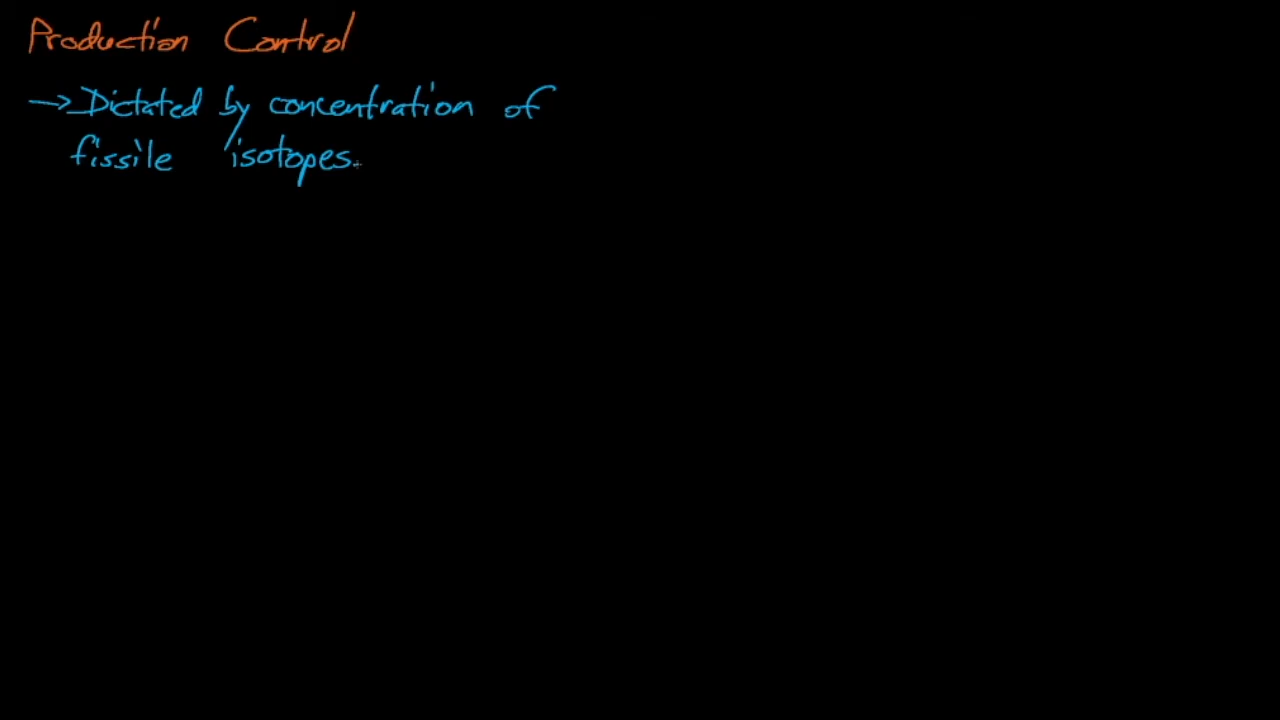 Production Control
→ Dictated by concentration of
fissile isotopes.